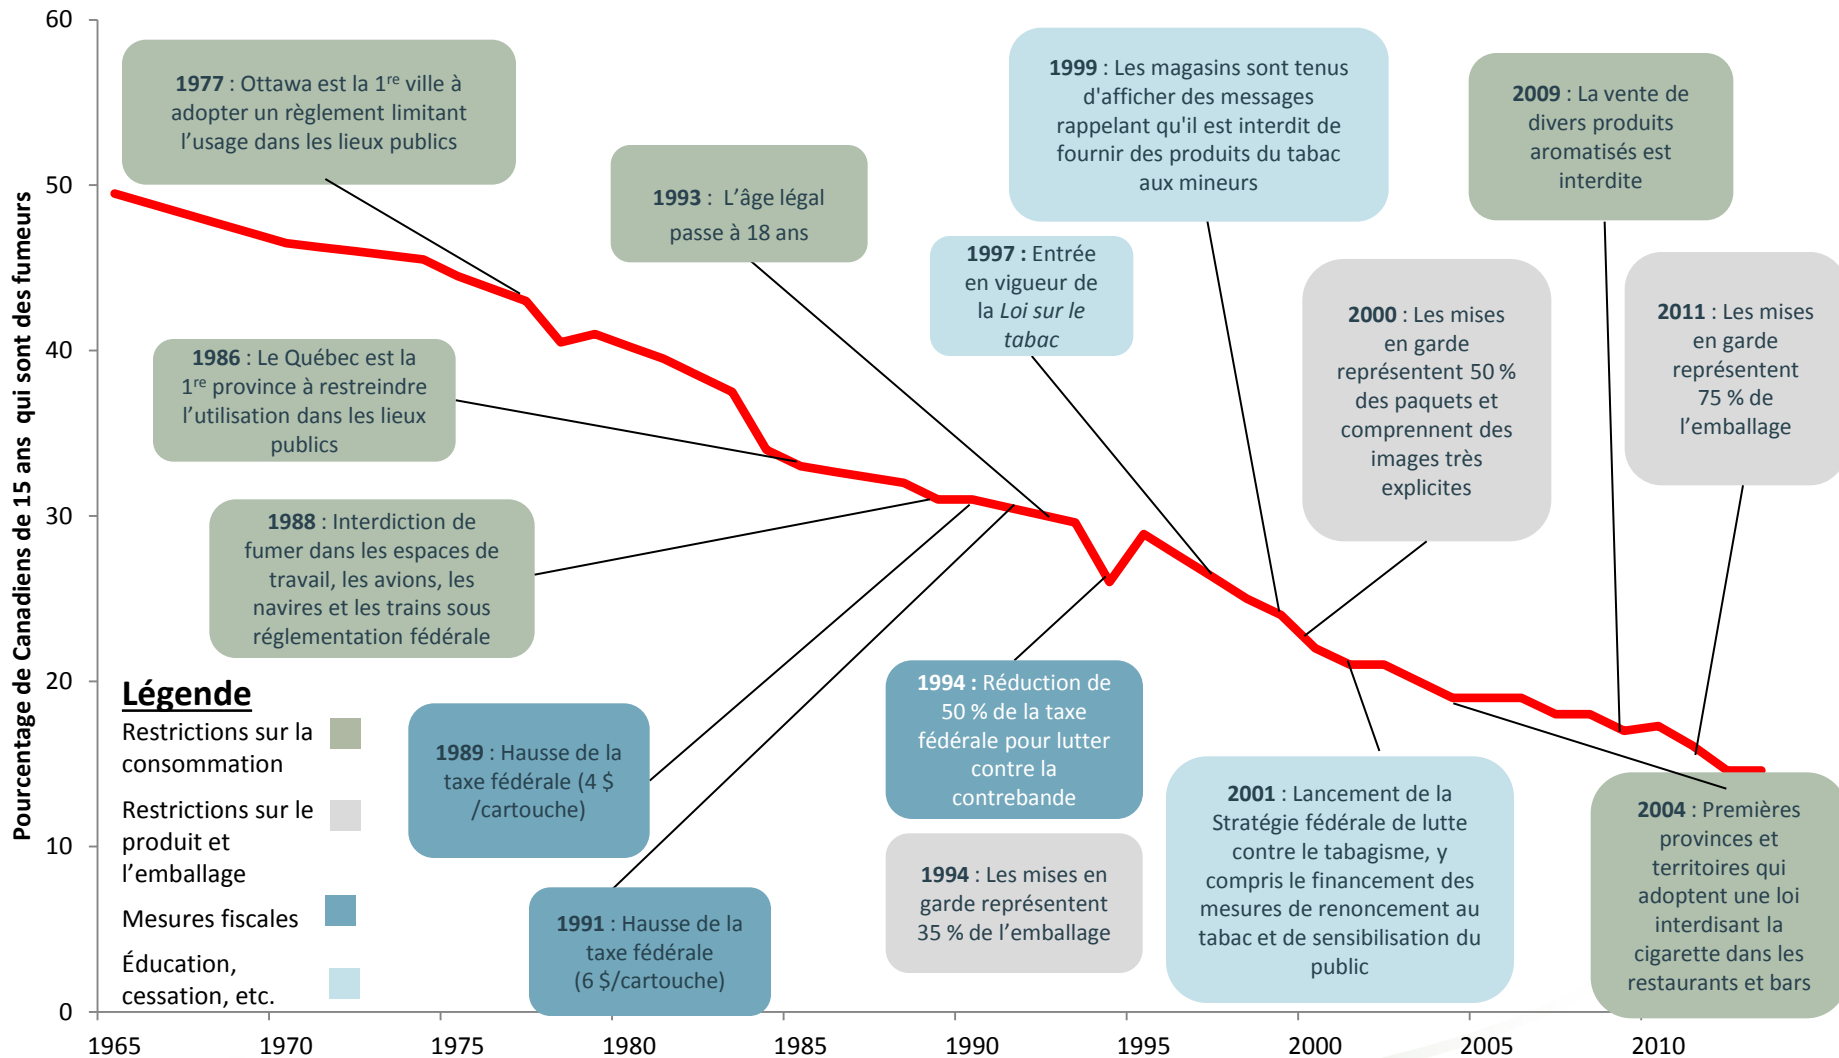 60
50
40
30
20
10
0
Pourcentage de Canadiens de 15 ans qui sont des fumeurs
1977 : Ottawa est la 1re ville à
adopter un règlement limitant
l’usage dans les lieux publics
1993 : L’âge légal
passe à 18 ans
1999 : Les magasins sont tenus
d'afficher des messages
rappelant qu'il est interdit de
fournir des produits du tabac
aux mineurs
2009 : La vente de
divers produits
aromatisés est
interdite
1997 : Entrée
en vigueur de
la Loi sur le
tabac
2000 : Les mises
en garde
représentent 50 %
des paquets et
comprennent des
images très
explicites
2011 : Les mises
en garde
représentent
75 % de
l’emballage
1986 : Le Québec est la
1re province à restreindre
l’utilisation dans les lieux
publics
1988 : Interdiction de
fumer dans les espaces de
travail, les avions, les
navires et les trains sous
réglementation fédérale
Légende
Restrictions sur la
consommation
Restrictions sur le
produit et
l’emballage
Mesures fiscales
Éducation,
cessation, etc.
1989 : Hausse de la
taxe fédérale (4 $
/cartouche)
1991 : Hausse de la
taxe fédérale
(6 $/cartouche)
1994 : Réduction de
50 % de la taxe
fédérale pour lutter
contre la
contrebande
1994 : Les mises en
garde représentent
35 % de l’emballage
2001 : Lancement de la
Stratégie fédérale de lutte
contre le tabagisme, y
compris le financement des
mesures de renoncement au
tabac et de sensibilisation du
public
2004 : Premières
provinces et
territoires qui
adoptent une loi
interdisant la
cigarette dans les
restaurants et bars
1965
1970
1975
1980
1985
1990
1995
2000
2005
2010